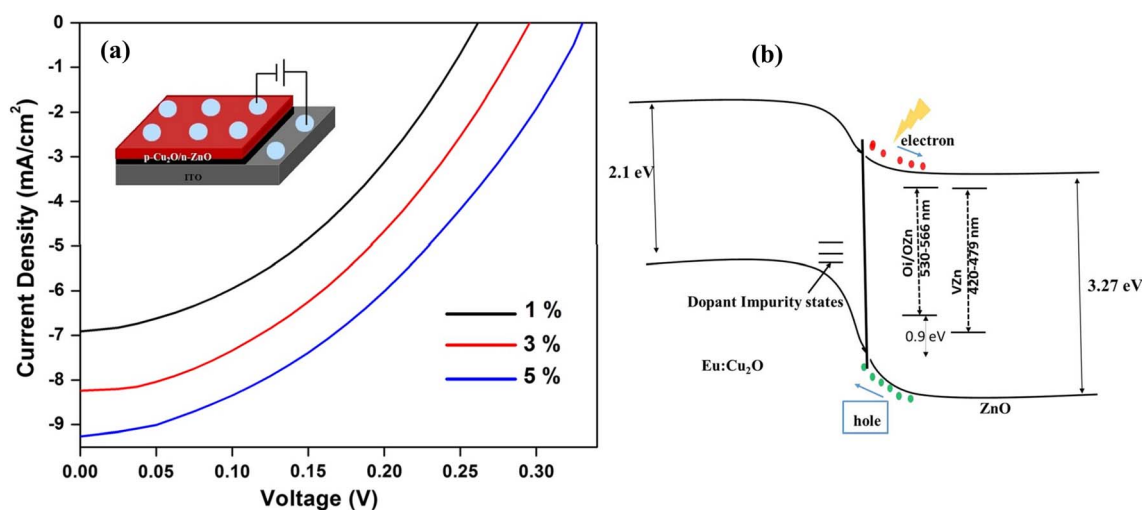 (a)
Current Density (mA/cm²)
0
-1
-2
-3
-4
-5
-6
-7
-8
-9
0.00 0.05 0.10 0.15 0.20 0.25 0.30
Voltage (V)
p-Cu₂O/n-ZnO
ITO
1 %
3 %
5 %
(b)
electron
2.1 eV
Oi/OZn
530-566 nm
VZn
420-479 nm
3.27 eV
Dopant Impurity states
0.9 eV
Eu:Cu₂O
hole
ZnO